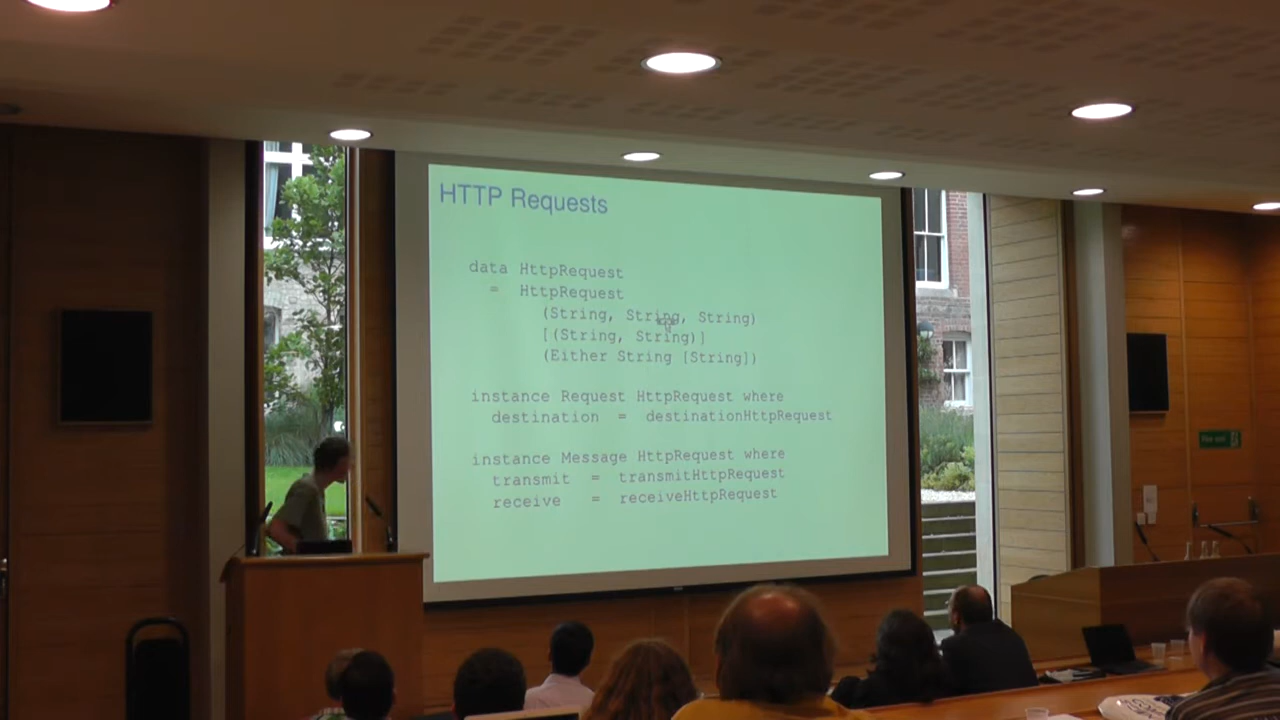 HTTP Requests
data HttpRequest
= HttpRequest
(String, String, String)
[(String, String)]
(Either String [String])
instance Request HttpRequest where
destination = destinationHttpRequest
instance Message HttpRequest where
transmit = transmitHttpRequest
receive = receiveHttpRequest